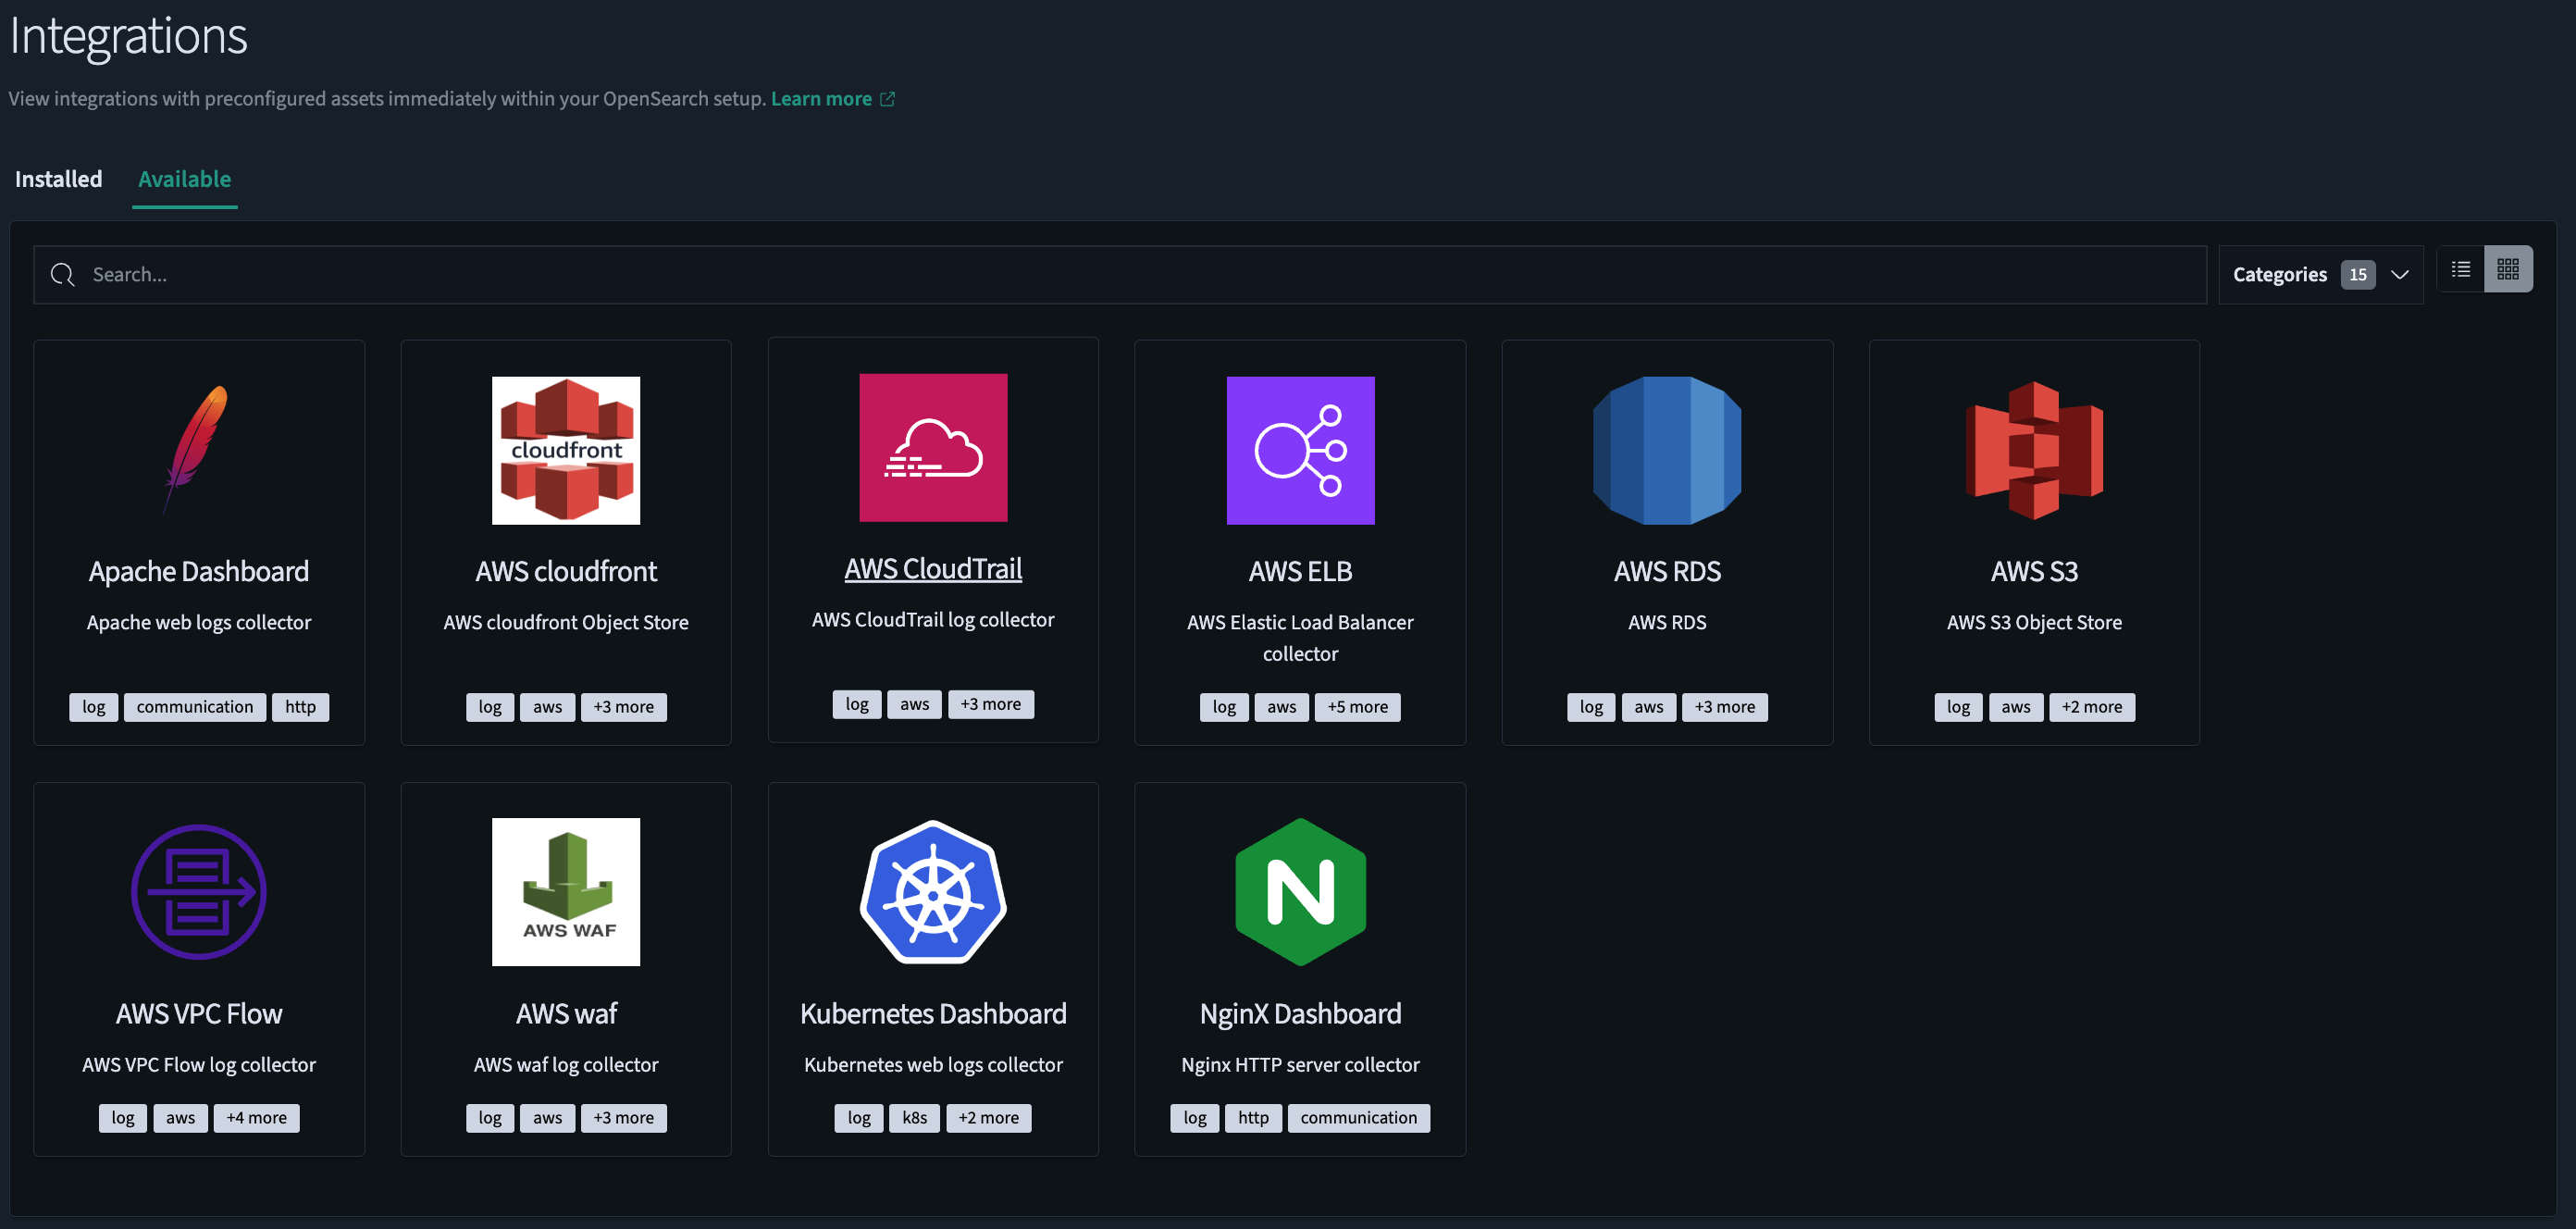 Integrations
View integrations with preconfigured assets immediately within your OpenSearch setup. Learn more
Installed Available
Search... Categories 15
cloudfront
Apache Dashboard
Apache web logs collector
log communication http
AWS cloudfront
AWS cloudfront Object Store
log aws +3 more
AWS CloudTrail
AWS CloudTrail log collector
log aws +3 more
AWS ELB
AWS Elastic Load Balancer
collector
log aws +5 more
AWS RDS
AWS RDS
log aws +3 more
AWS S3
AWS S3 Object Store
log aws +2 more
AWS VPC Flow
AWS VPC Flow log collector
log aws +4 more
AWS WAF
AWS waf
AWS waf log collector
log aws +3 more
Kubernetes Dashboard
Kubernetes web logs collector
log k8s +2 more
N
NginX Dashboard
Nginx HTTP server collector
log http communication